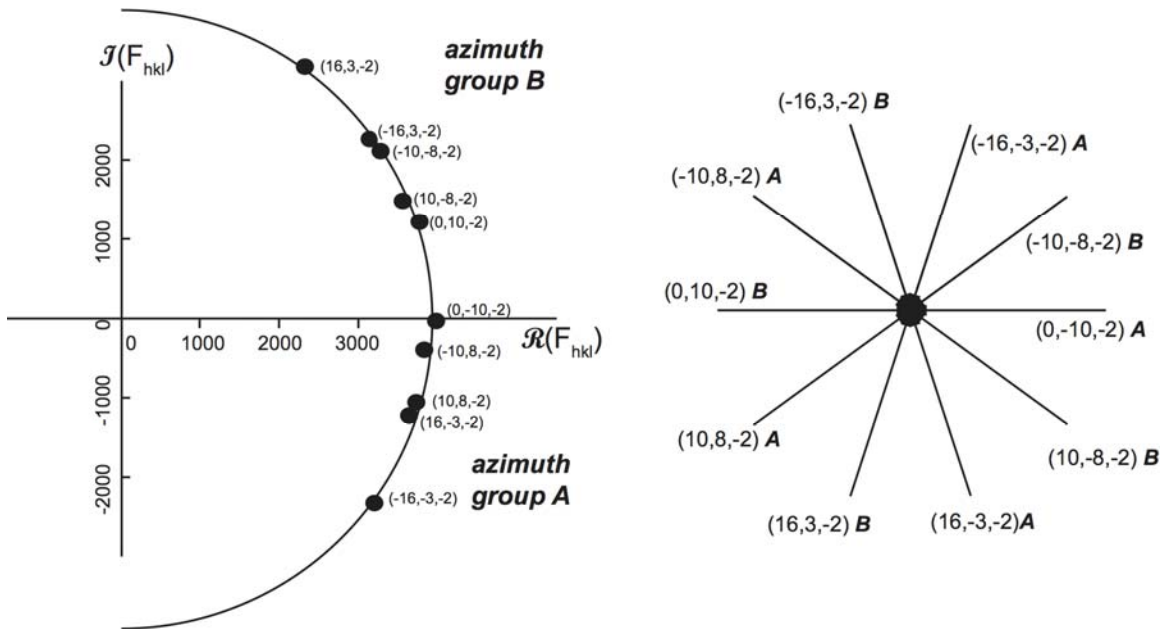 ℐ(F_hkl)
azimuth
group B
(16,3,-2)
(-16,3,-2)
(-10,-8,-2)
(10,-8,-2)
(0,10,-2)
2000
1000
0
-1000
-2000
0 1000 2000 3000
ℛ(F_hkl)
(0,-10,-2)
(-10,8,-2)
(10,8,-2)
(16,-3,-2)
(-16,-3,-2)
azimuth
group A
(-16,3,-2) B
(-16,-3,-2) A
(-10,8,-2) A
(-10,-8,-2) B
(0,10,-2) B
(0,-10,-2) A
(10,8,-2) A
(10,-8,-2) B
(16,3,-2) B
(16,-3,-2)A